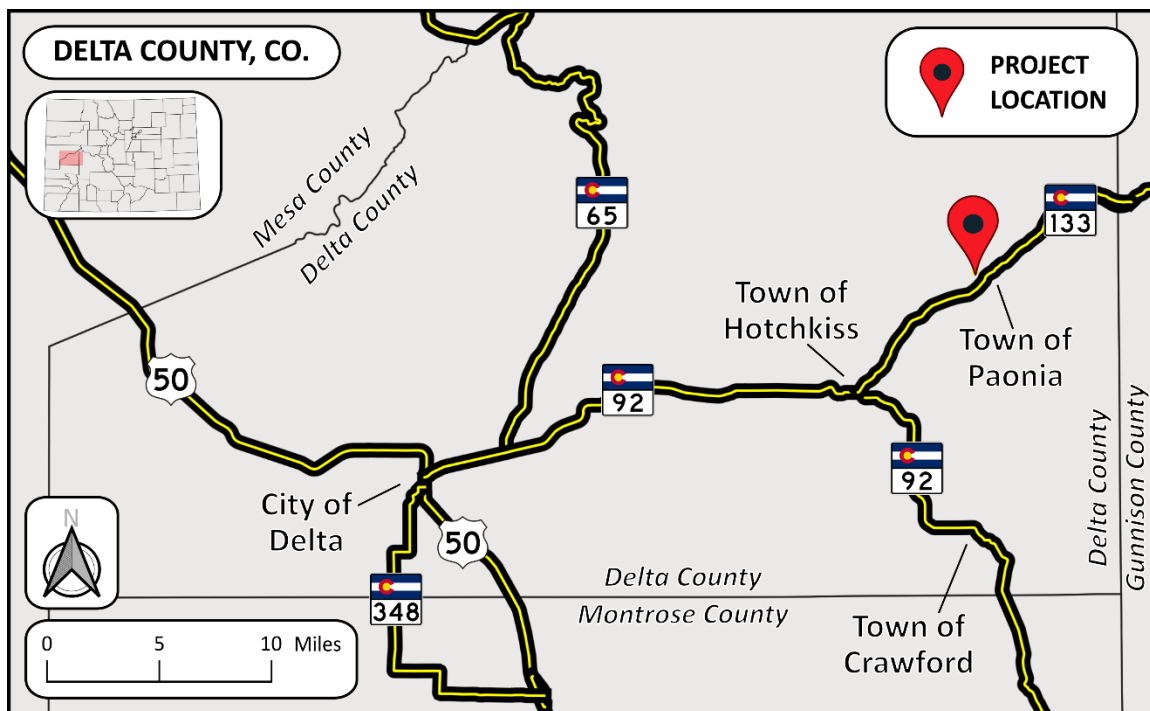 DELTA COUNTY, CO.
PROJECT
LOCATION
Mesa County
Delta County
65
133
Town of
Hotchkiss
Town of
Paonia
50
92
92
City of
Delta
50
Delta County
Gunnison County
N
Delta County
Montrose County
348
Town of
Crawford
0 5 10 Miles